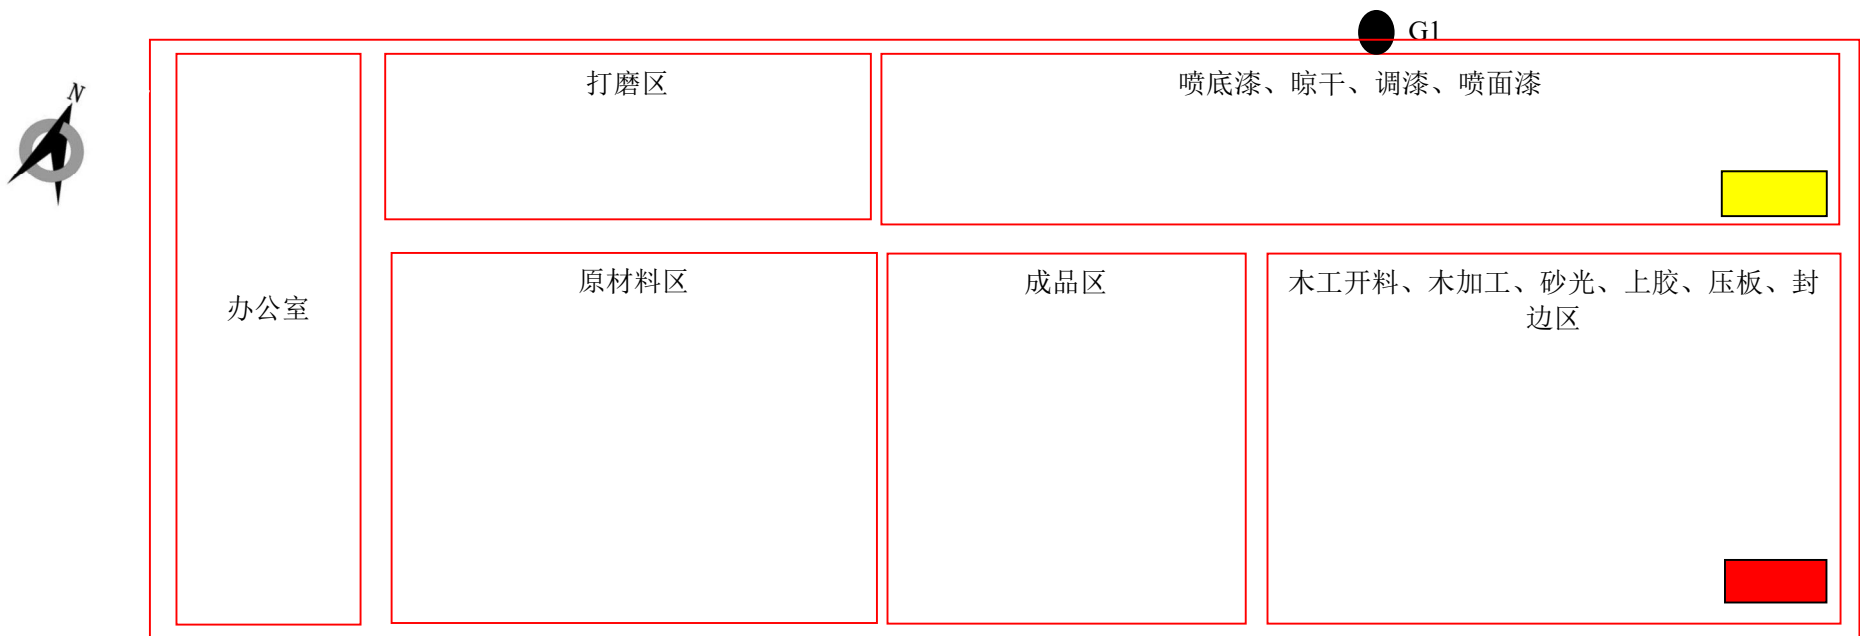 G1
N
打磨区
喷底漆、晾干、调漆、喷面漆
办公室
原材料区
成品区
木工开料、木加工、砂光、上胶、压板、封
边区